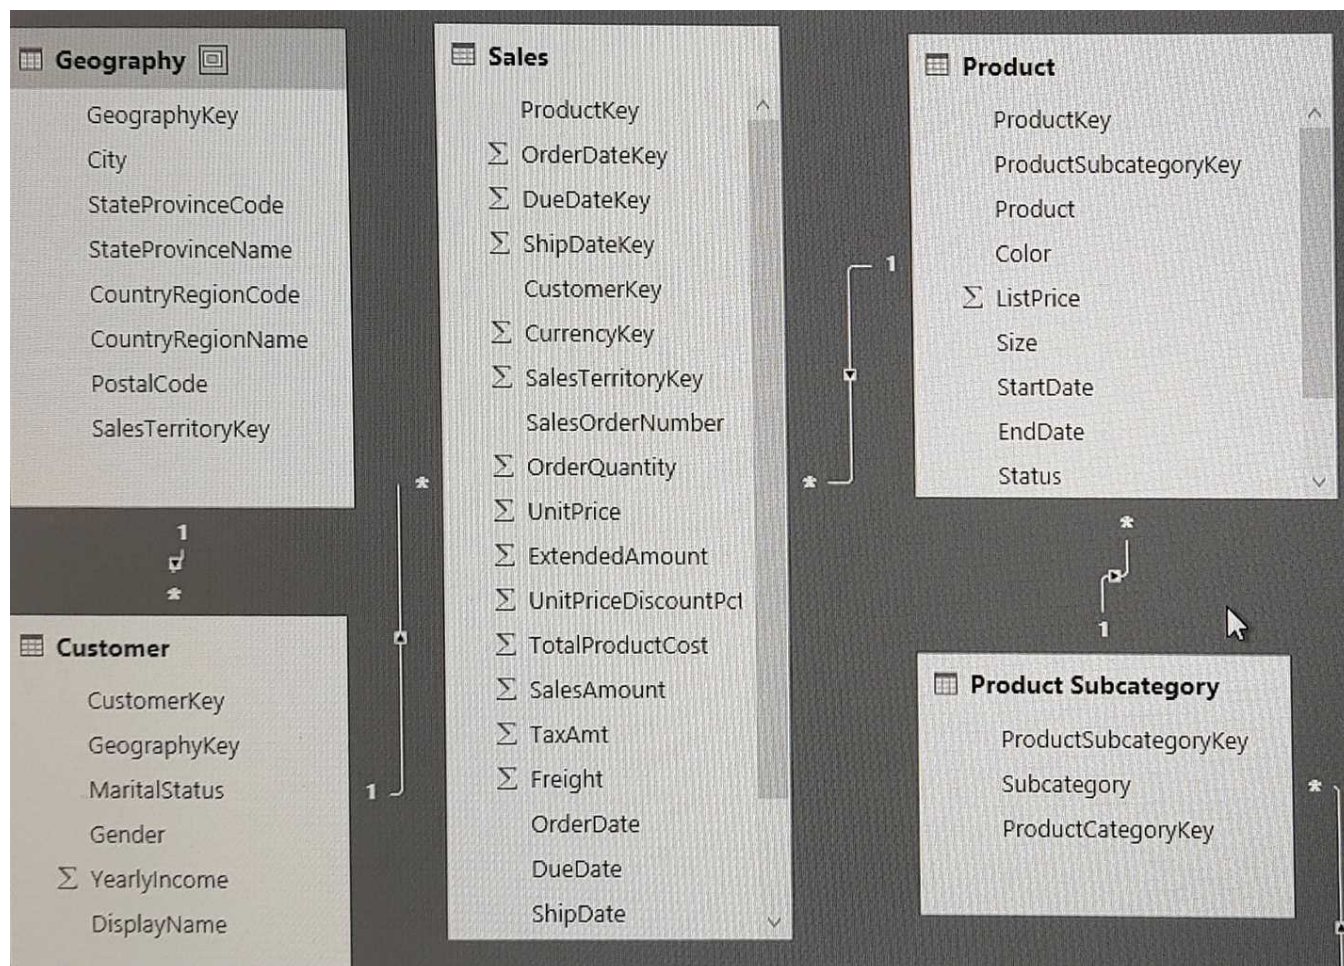 Geography
GeographyKey
City
StateProvinceCode
StateProvinceName
CountryRegionCode
CountryRegionName
PostalCode
SalesTerritoryKey
1
*
Customer
CustomerKey
GeographyKey
MaritalStatus
Gender
Σ YearlyIncome
DisplayName
*
1
Sales
ProductKey
Σ OrderDateKey
Σ DueDateKey
Σ ShipDateKey
CustomerKey
Σ CurrencyKey
Σ SalesTerritoryKey
SalesOrderNumber
Σ OrderQuantity
Σ UnitPrice
Σ ExtendedAmount
Σ UnitPriceDiscountPct
Σ TotalProductCost
Σ SalesAmount
Σ TaxAmt
Σ Freight
OrderDate
DueDate
ShipDate
1
*
Product
ProductKey
ProductSubcategoryKey
Product
Color
Σ ListPrice
Size
StartDate
EndDate
Status
*
1
Product Subcategory
ProductSubcategoryKey
Subcategory
ProductCategoryKey
*